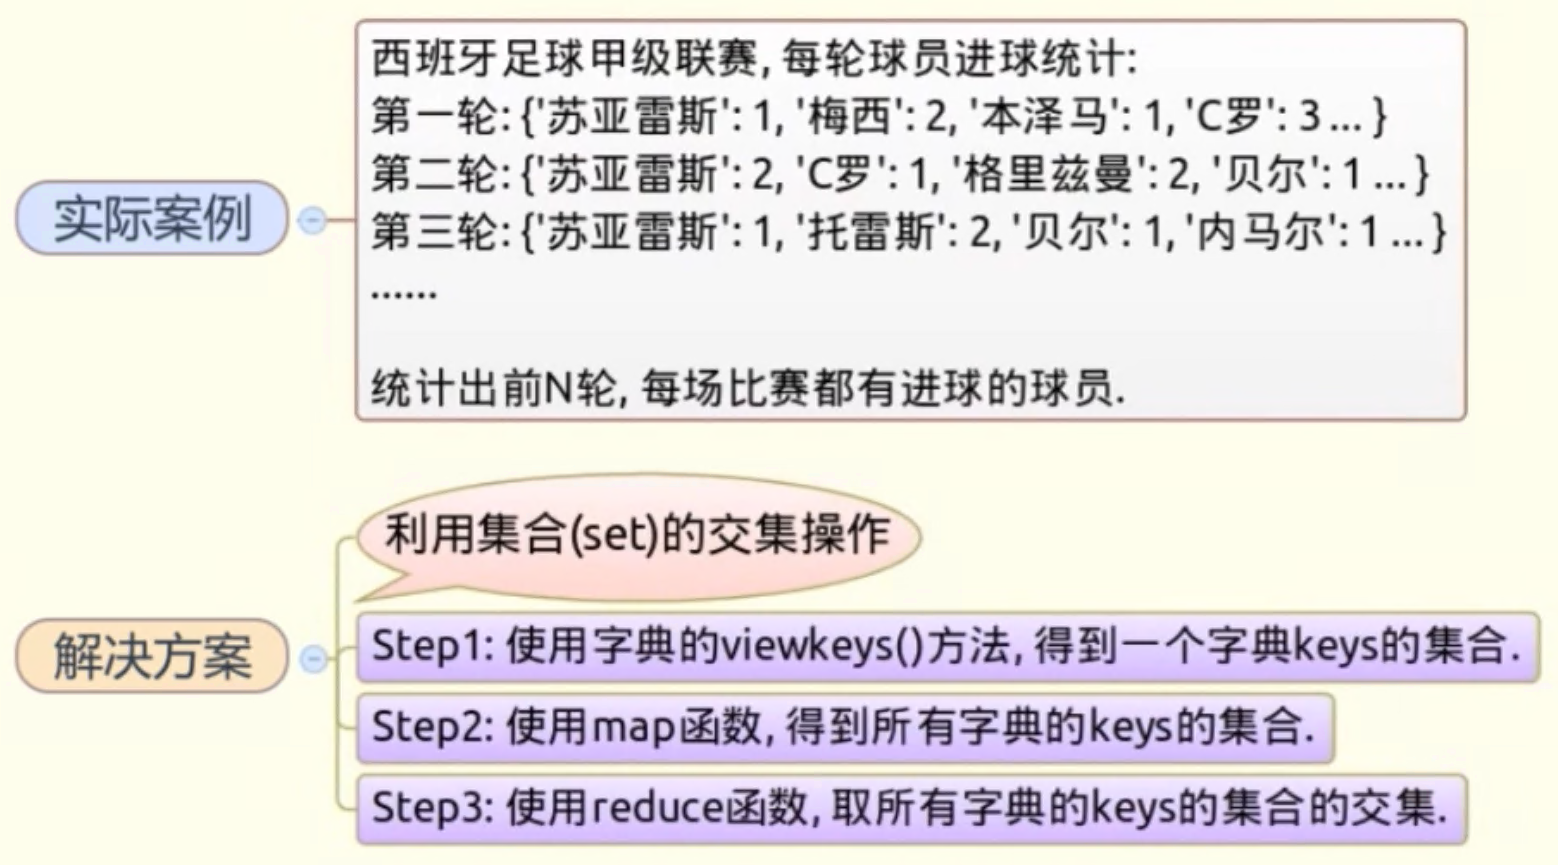 实际案例
西班牙足球甲级联赛, 每轮球员进球统计:
第一轮: {'苏亚雷斯': 1, '梅西': 2, '本泽马': 1, 'C罗': 3 ... }
第二轮: {'苏亚雷斯': 2, 'C罗': 1, '格里兹曼': 2, '贝尔': 1 ... }
第三轮: {'苏亚雷斯': 1, '托雷斯': 2, '贝尔': 1, '内马尔': 1 ... }
......
统计出前N轮, 每场比赛都有进球的球员.
解决方案
利用集合(set)的交集操作
Step1: 使用字典的viewkeys()方法, 得到一个字典keys的集合.
Step2: 使用map函数, 得到所有字典的keys的集合.
Step3: 使用reduce函数, 取所有字典的keys的集合的交集.